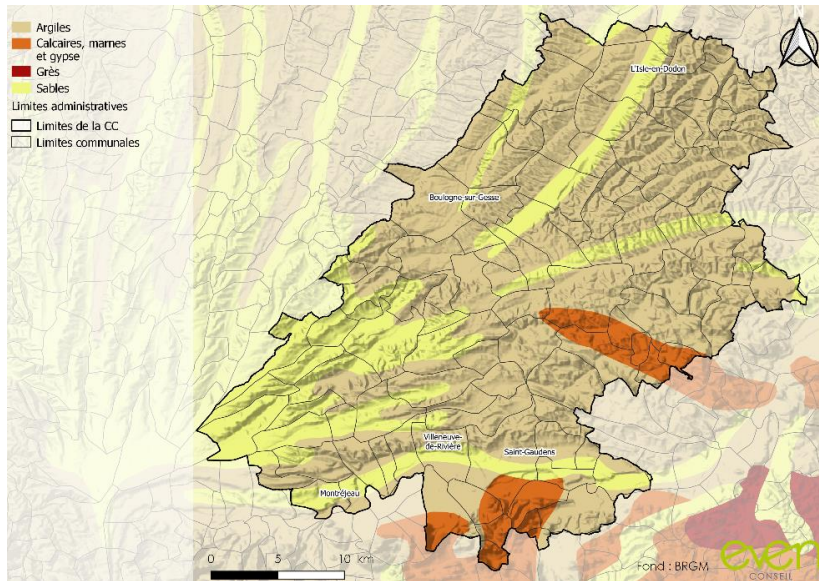 N
Argiles
Calcaires, marnes
et gypse
Grès
Sables
Limites administratives
Limites de la CC
Limites communales
L'Isle-en-Dodon
Boulogne-sur-Gesse
Villeneuve-
de-Rivière
Saint-Gaudens
Montréjeau
0 5 10 km
Fond : BRGM
even
CONSEIL